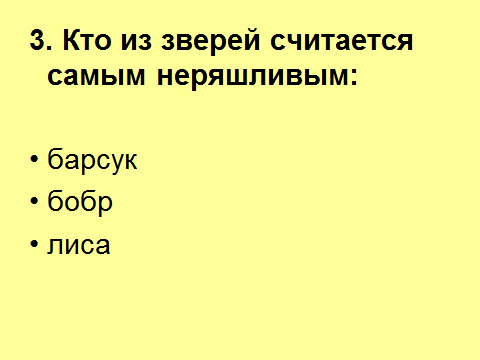 3. Кто из зверей считается
самым неряшливым:
• барсук
• бобр
• лиса